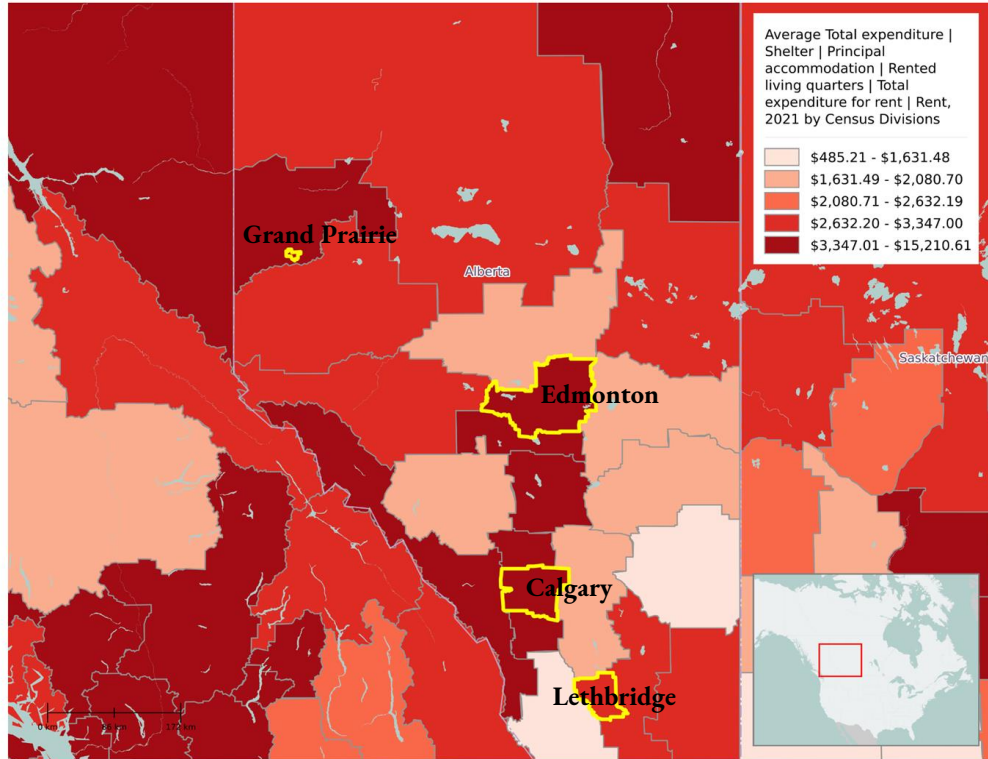 Average Total expenditure |
Shelter | Principal
accommodation | Rented
living quarters | Total
expenditure for rent | Rent,
2021 by Census Divisions
$485.21 - $1,631.48
$1,631.49 - $2,080.70
$2,080.71 - $2,632.19
$2,632.20 - $3,347.00
$3,347.01 - $15,210.61
Grand Prairie
Alberta
Saskatchewan
Edmonton
Calgary
Lethbridge
0 km